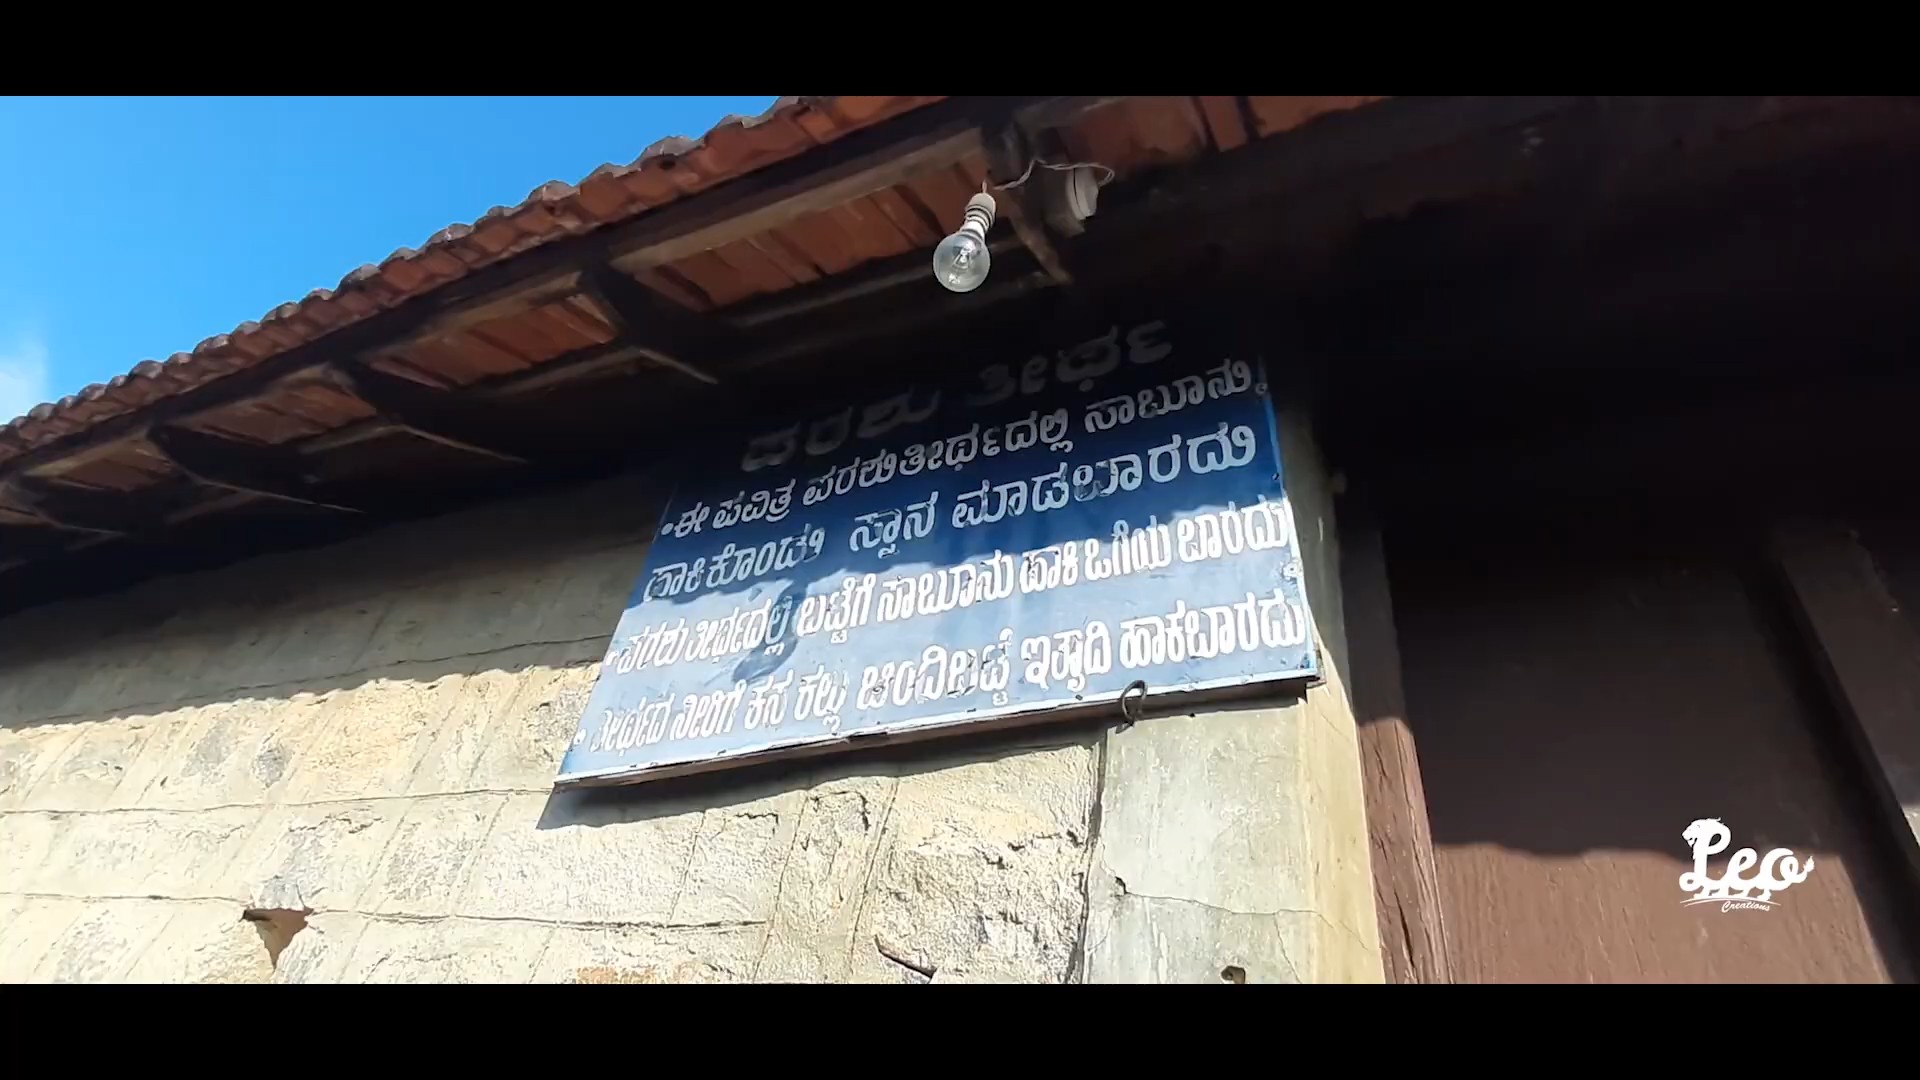 ಪರಶು ತೀರ್ಥ
•ಈ ಪವಿತ್ರ ಪರಶುತೀರ್ಥದಲ್ಲಿ ಸಾಬೂನು
ಹಾಕಿಕೊಂಡು ಸ್ನಾನ ಮಾಡಬಾರದು
•ಪರಶು ತೀರ್ಥದಲ್ಲಿ ಬಟ್ಟೆಗೆ ಸಾಬೂನು ಹಾಕಿ ಒಗೆಯ ಬಾರದು
• ತೀರ್ಥದ ನೀರಿಗೆ ಕಸ ಕಲ್ಲು ಚಿಂದಿಬಟ್ಟೆ ಇತ್ಯಾದಿ ಹಾಕಬಾರದು
Leo
Creations